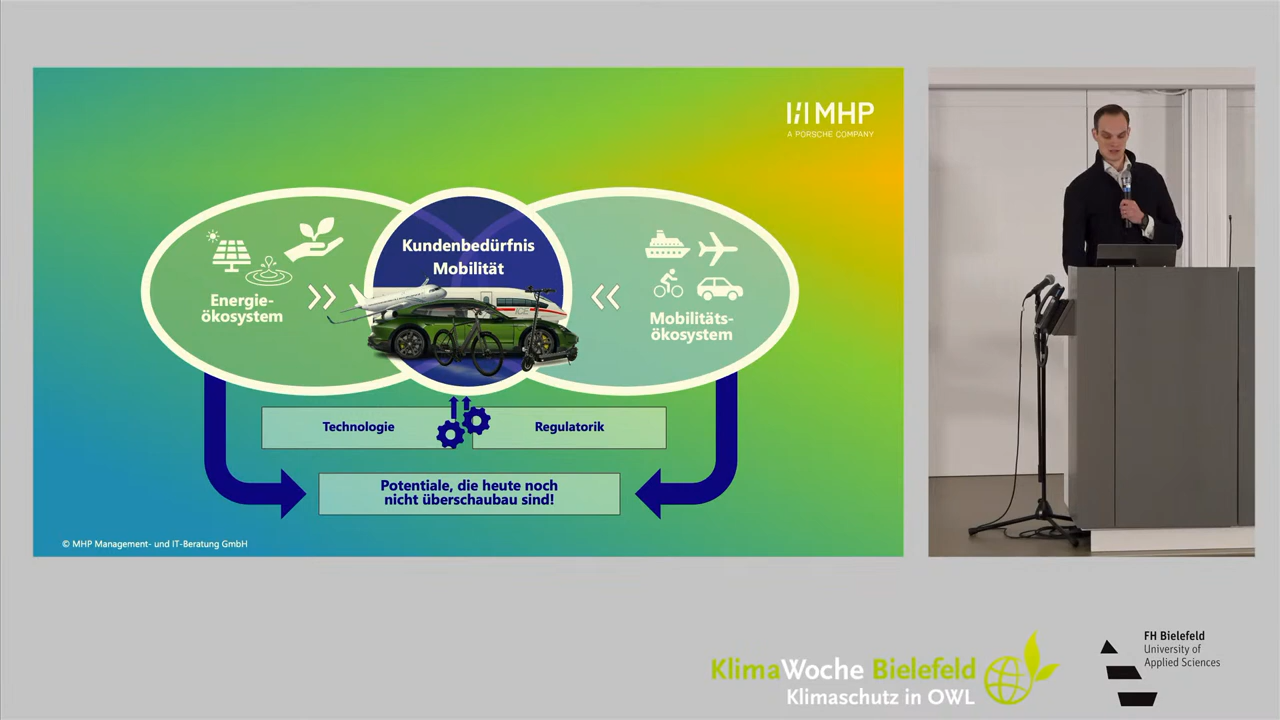 MHP
A PORSCHE COMPANY
Kundenbedürfnis
Mobilität
Energie-
ökosystem
Mobilitäts-
ökosystem
Technologie
Regulatorik
Potentiale, die heute noch
nicht überschaubau sind!
© MHP Management- und IT-Beratung GmbH
KlimaWoche Bielefeld
Klimaschutz in OWL
FH Bielefeld
University of
Applied Sciences